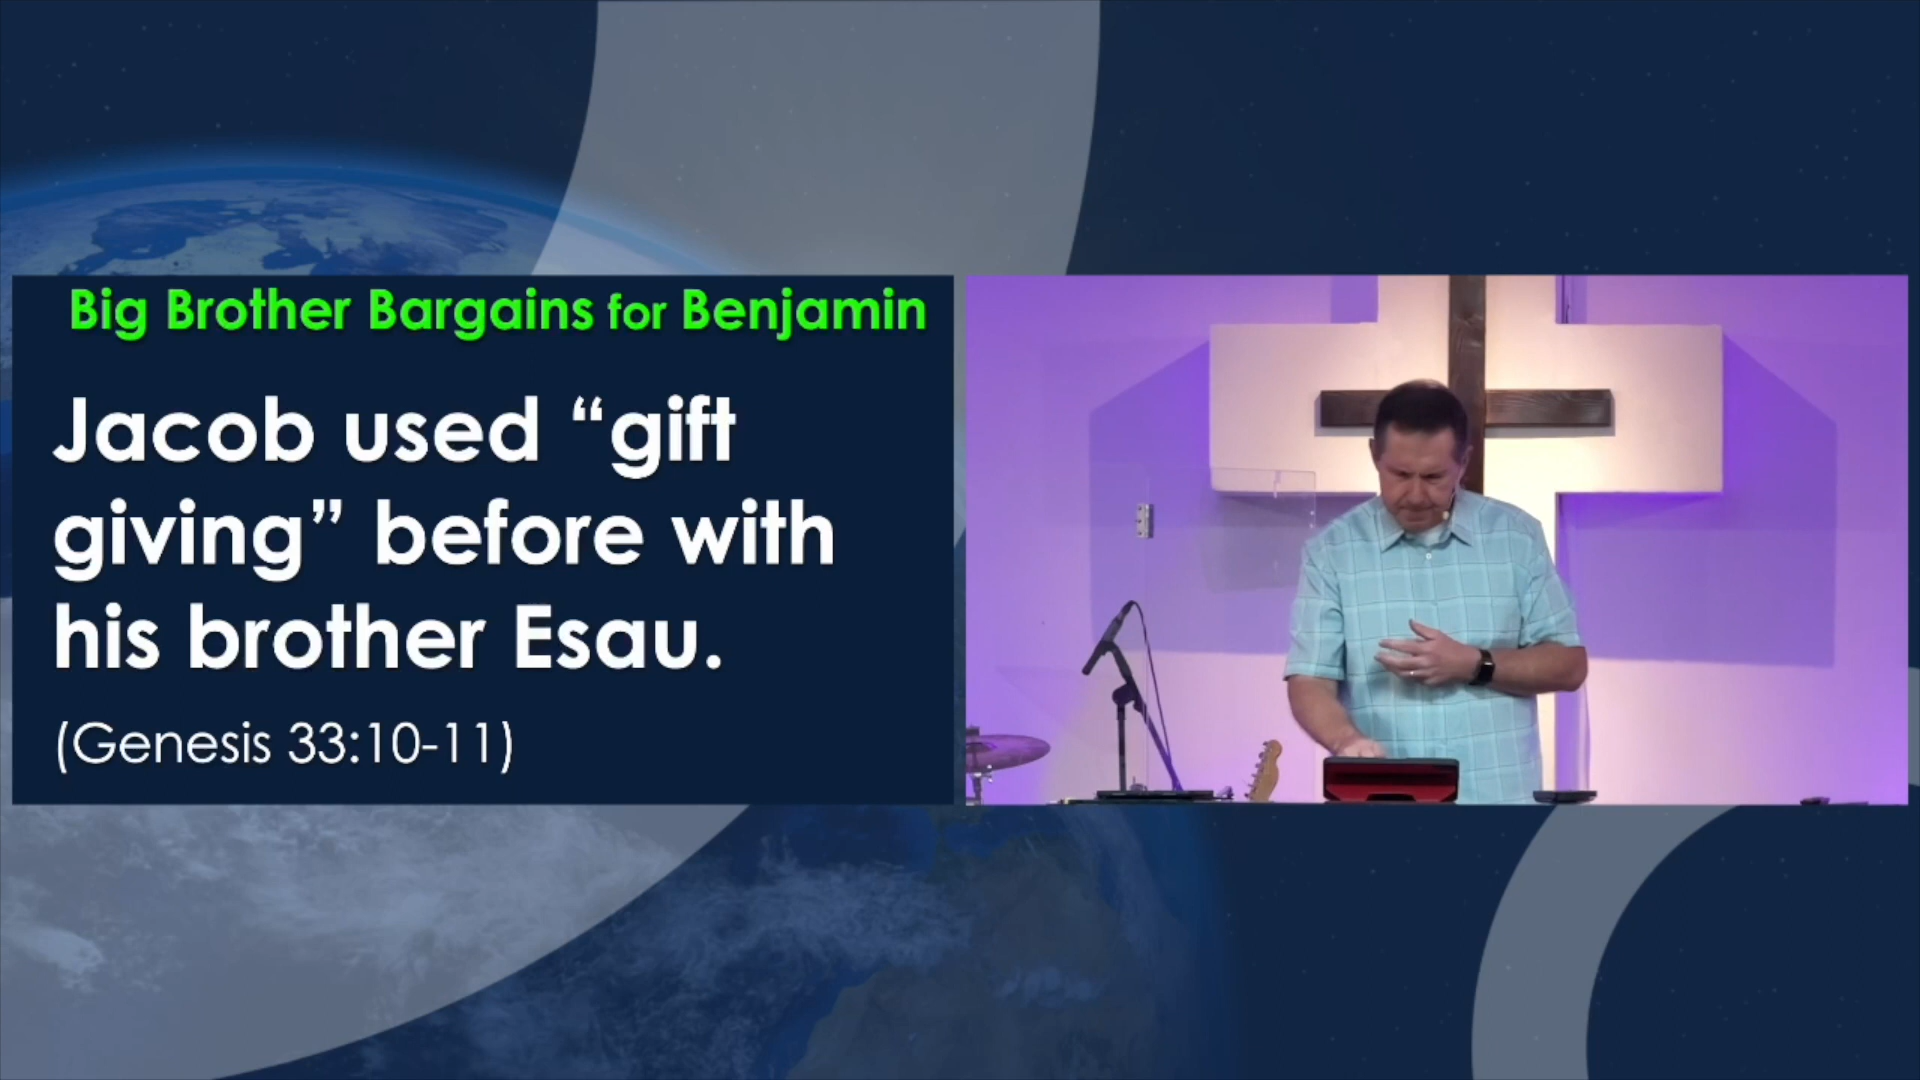 Big Brother Bargains for Benjamin
Jacob used “gift
giving” before with
his brother Esau.
(Genesis 33:10-11)